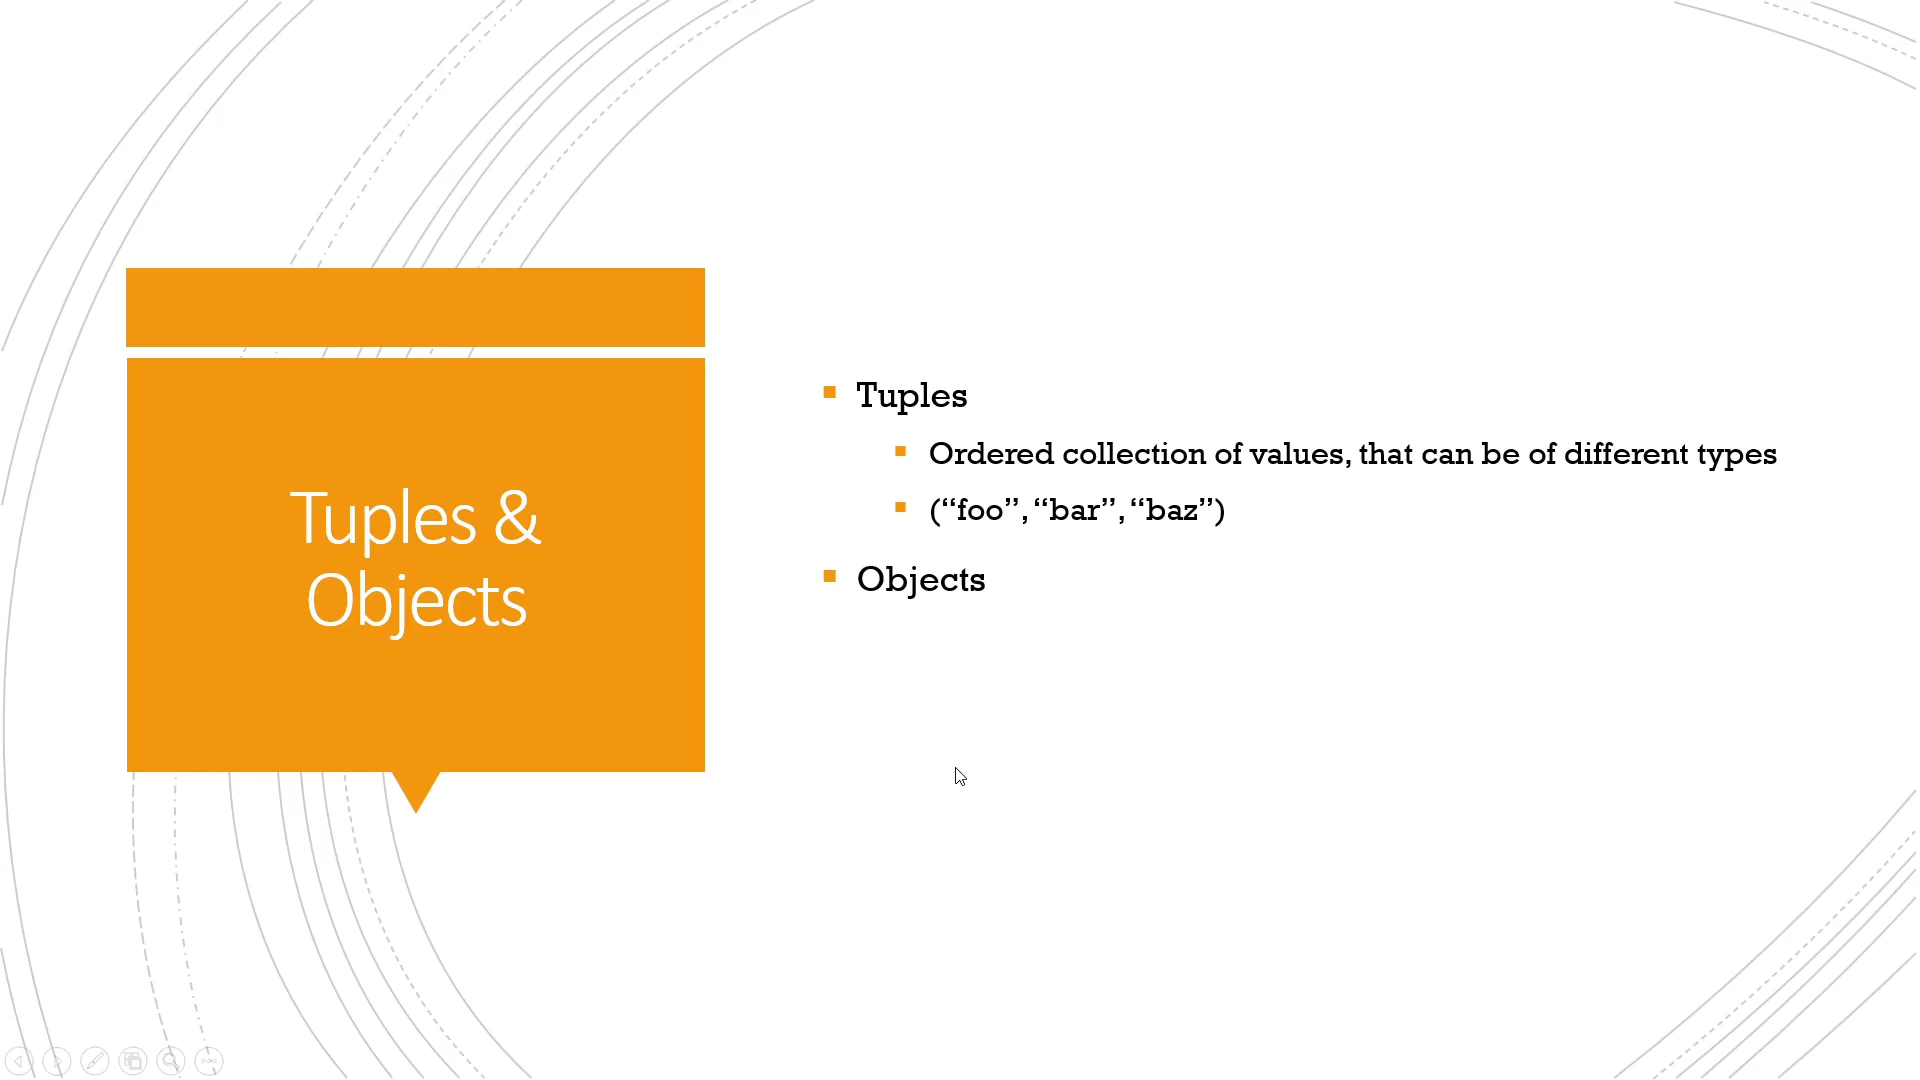 Tuples &
Objects
Tuples
Ordered collection of values, that can be of different types
(“foo”, “bar”, “baz”)
Objects